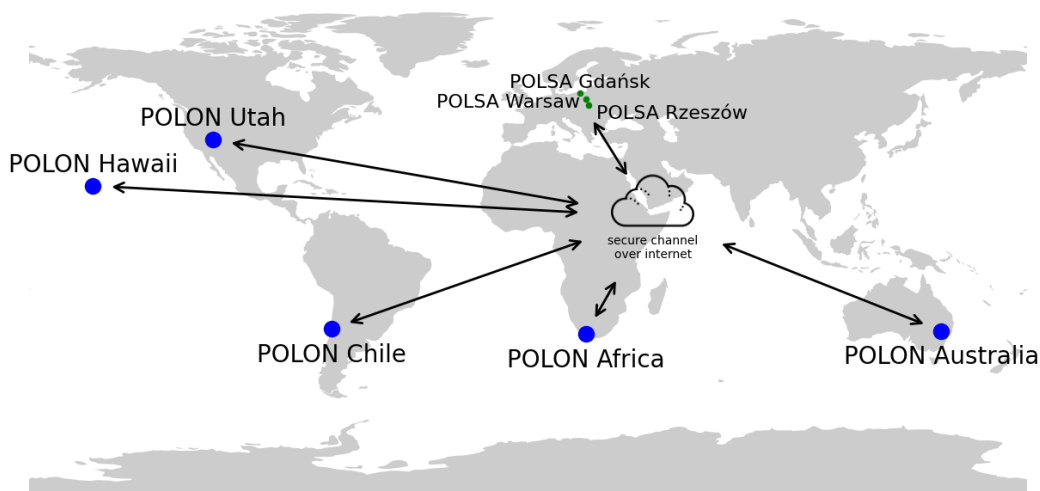 POLSA Gdańsk
POLSA Warsaw
POLSA Rzeszów
POLON Utah
POLON Hawaii
secure channel
over internet
POLON Chile
POLON Africa
POLON Australia